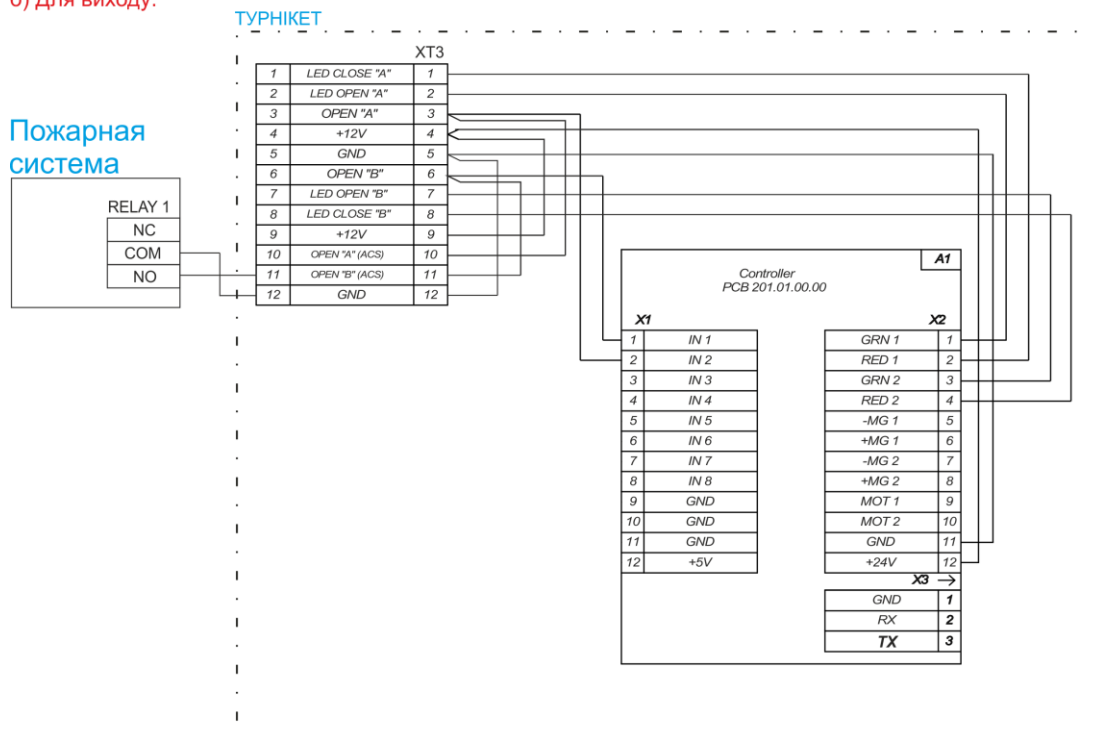 б) Для виходу:
ТУРНІКЕТ
XT3
1 LED CLOSE "A" 1
2 LED OPEN "A" 2
3 OPEN "A" 3
4 +12V 4
5 GND 5
6 OPEN "B" 6
7 LED OPEN "B" 7
8 LED CLOSE "B" 8
9 +12V 9
10 OPEN "A" (ACS) 10
11 OPEN "B" (ACS) 11
12 GND 12
Пожарная
система
RELAY 1
NC
COM
NO
A1
Controller
PCB 201.01.00.00
X1
1 IN 1
2 IN 2
3 IN 3
4 IN 4
5 IN 5
6 IN 6
7 IN 7
8 IN 8
9 GND
10 GND
11 GND
12 +5V
X2
GRN 1 1
RED 1 2
GRN 2 3
RED 2 4
-MG 1 5
+MG 1 6
-MG 2 7
+MG 2 8
MOT 1 9
MOT 2 10
GND 11
+24V 12
X3 →
GND 1
RX 2
TX 3